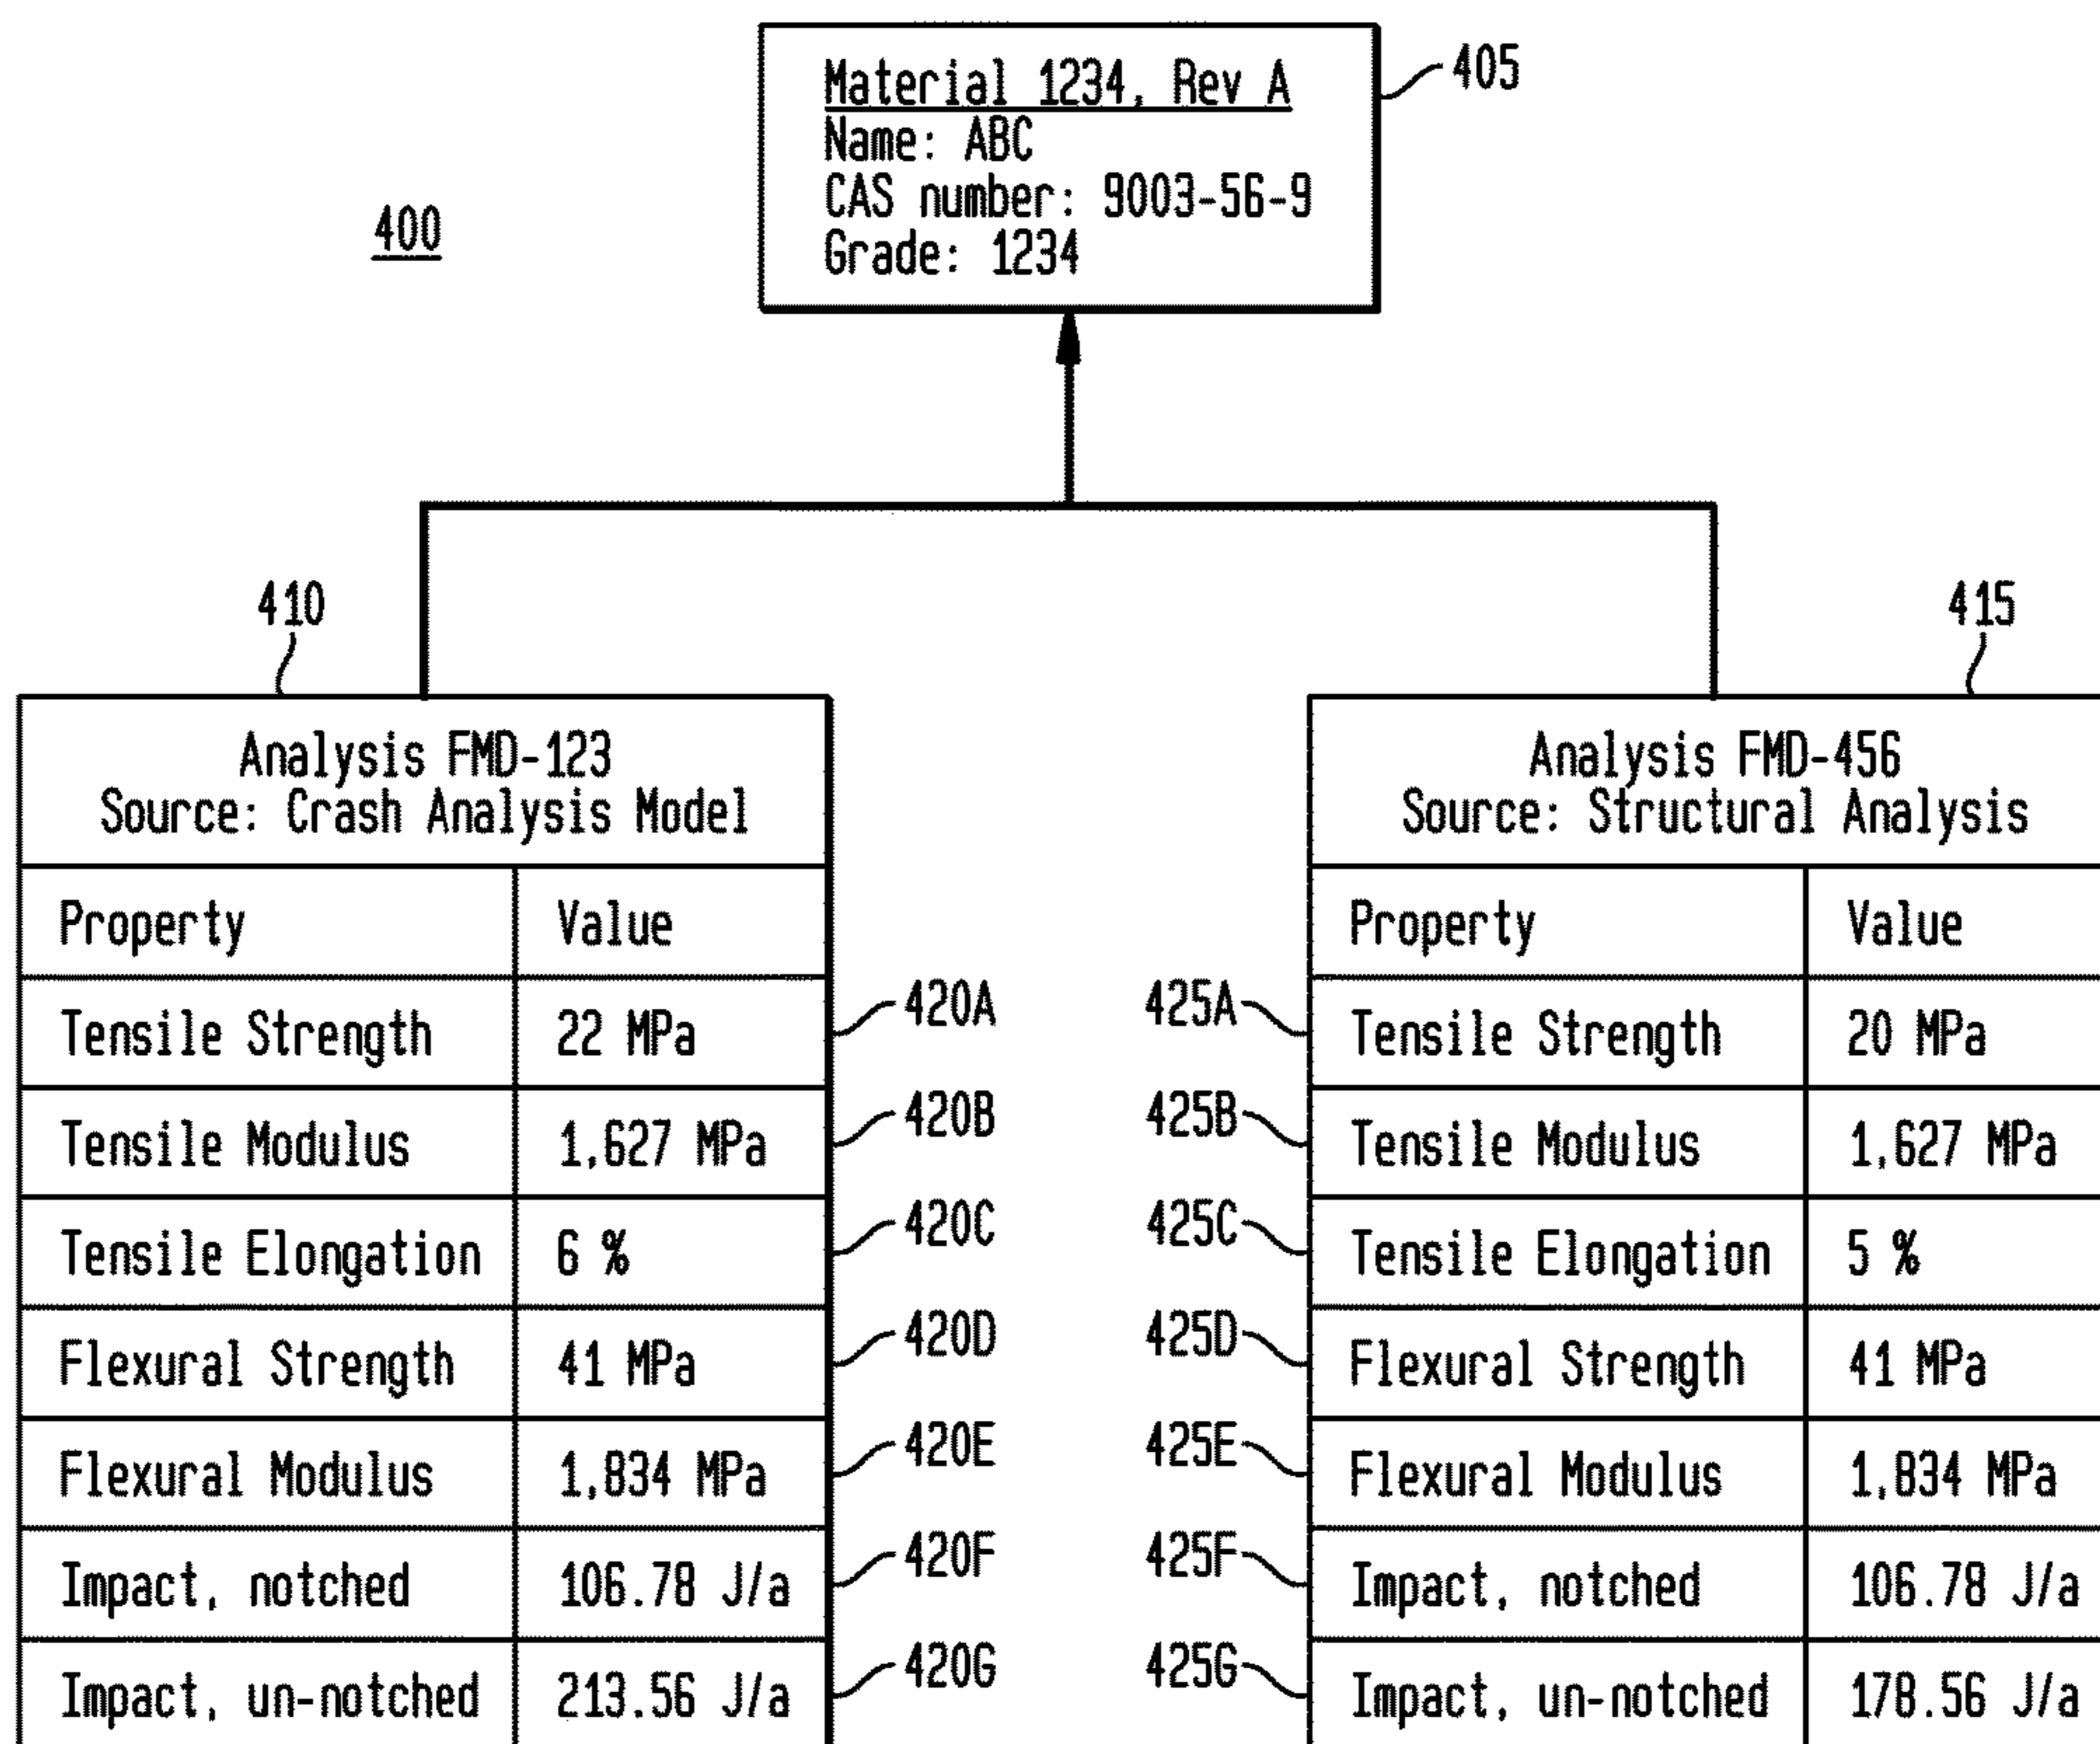 Material 1234, Rev A
405
Name: ABC
CAS number: 9003-56-9
Grade: 1234
400
410
415
Analysis FMD-123
Source: Crash Analysis Model
Property Value
Tensile Strength 22 MPa 420A
Tensile Modulus 1,627 MPa 420B
Tensile Elongation 6 % 420C
Flexural Strength 41 MPa 420D
Flexural Modulus 1,834 MPa 420E
Impact, notched 106.78 J/a 420F
Impact, un-notched 213.56 J/a 420G
Analysis FMD-456
Source: Structural Analysis
Property Value
425A Tensile Strength 20 MPa
425B Tensile Modulus 1,627 MPa
425C Tensile Elongation 5 %
425D Flexural Strength 41 MPa
425E Flexural Modulus 1,834 MPa
425F Impact, notched 106.78 J/a
425G Impact, un-notched 178.56 J/a